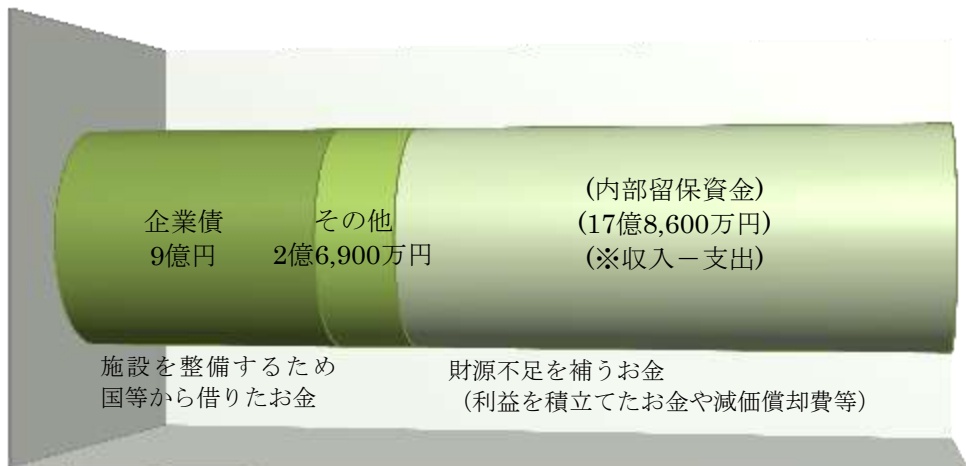 企業債
9億円
その他
2億6,900万円
(内部留保資金)
(17億8,600万円)
(※収入－支出)
施設を整備するため
国等から借りたお金
財源不足を補うお金
（利益を積立てたお金や減価償却費等）